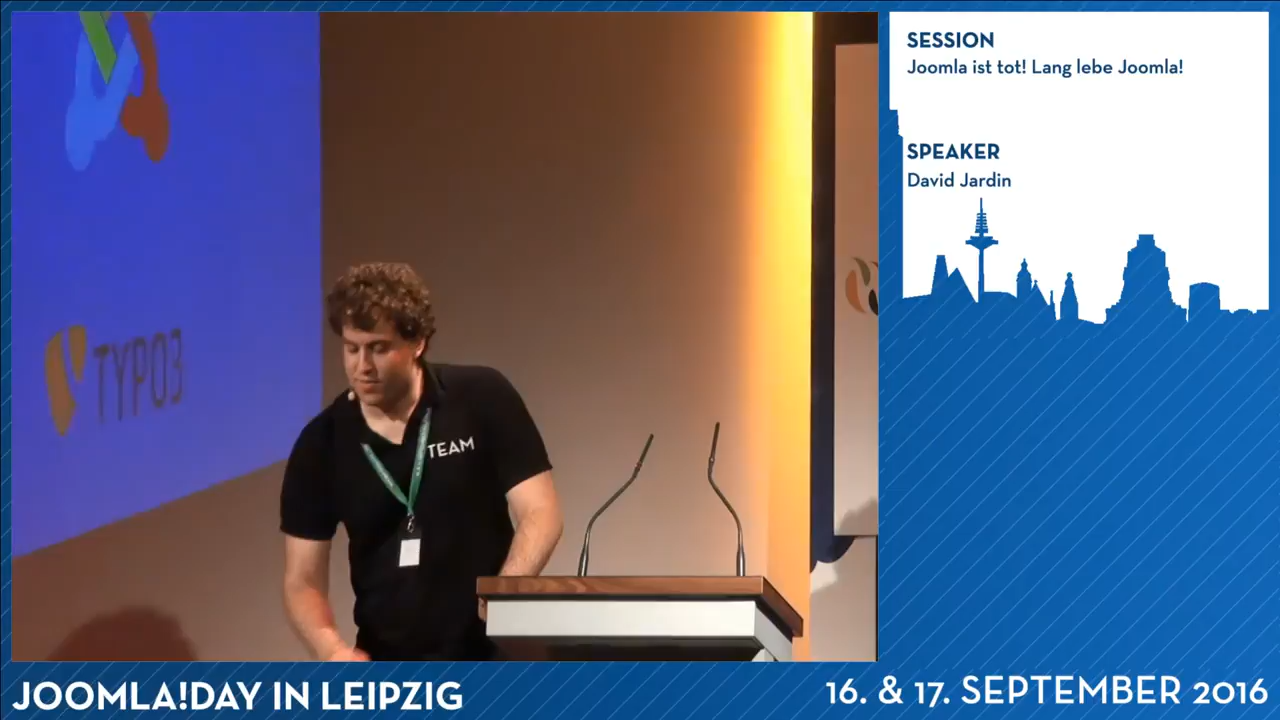 SESSION
Joomla ist tot! Lang lebe Joomla!
SPEAKER
David Jardin
TYPO3
TEAM
JOOMLA!DAY IN LEIPZIG
16. & 17. SEPTEMBER 2016